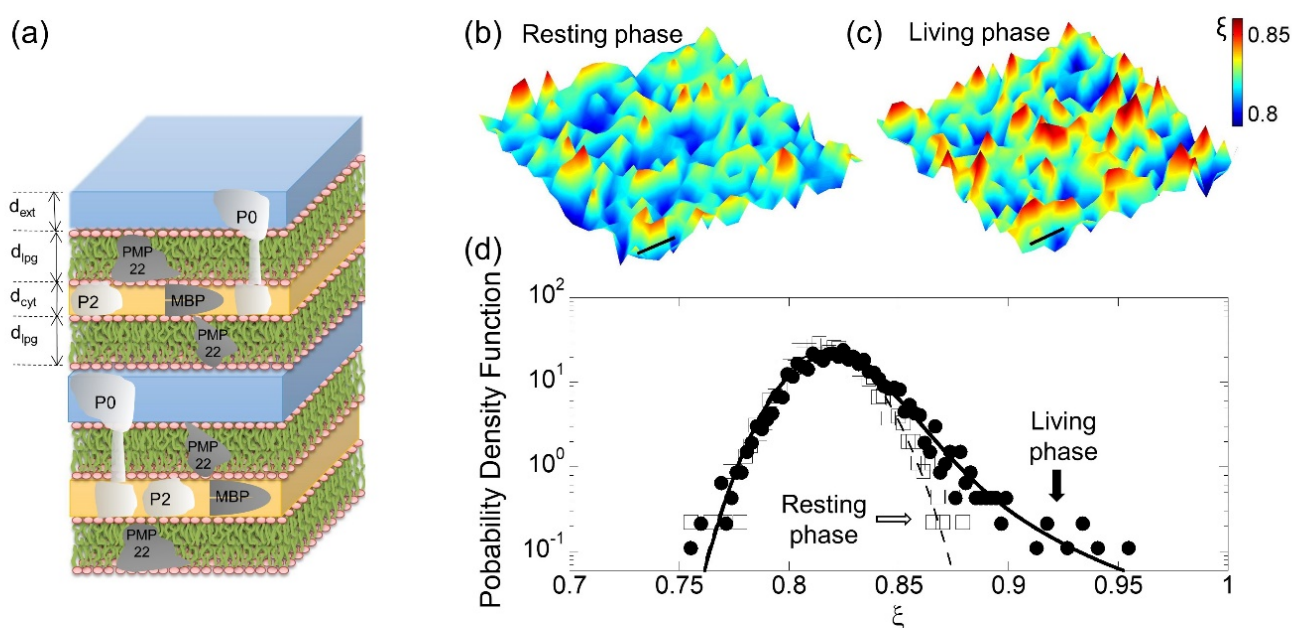 (a)
d_ext
d_lpg
d_cyt
d_lpg
P0
PMP
22
P2
MBP
PMP
22
P0
PMP
22
P2
MBP
PMP
22
(b)
Resting phase
(c)
Living phase
ξ
0.85
0.8
(d)
Pobability Density Function
10^2
10^1
10^0
10^-1
Living
phase
Resting
phase
0.7
0.75
0.8
0.85
0.9
0.95
1
ξ